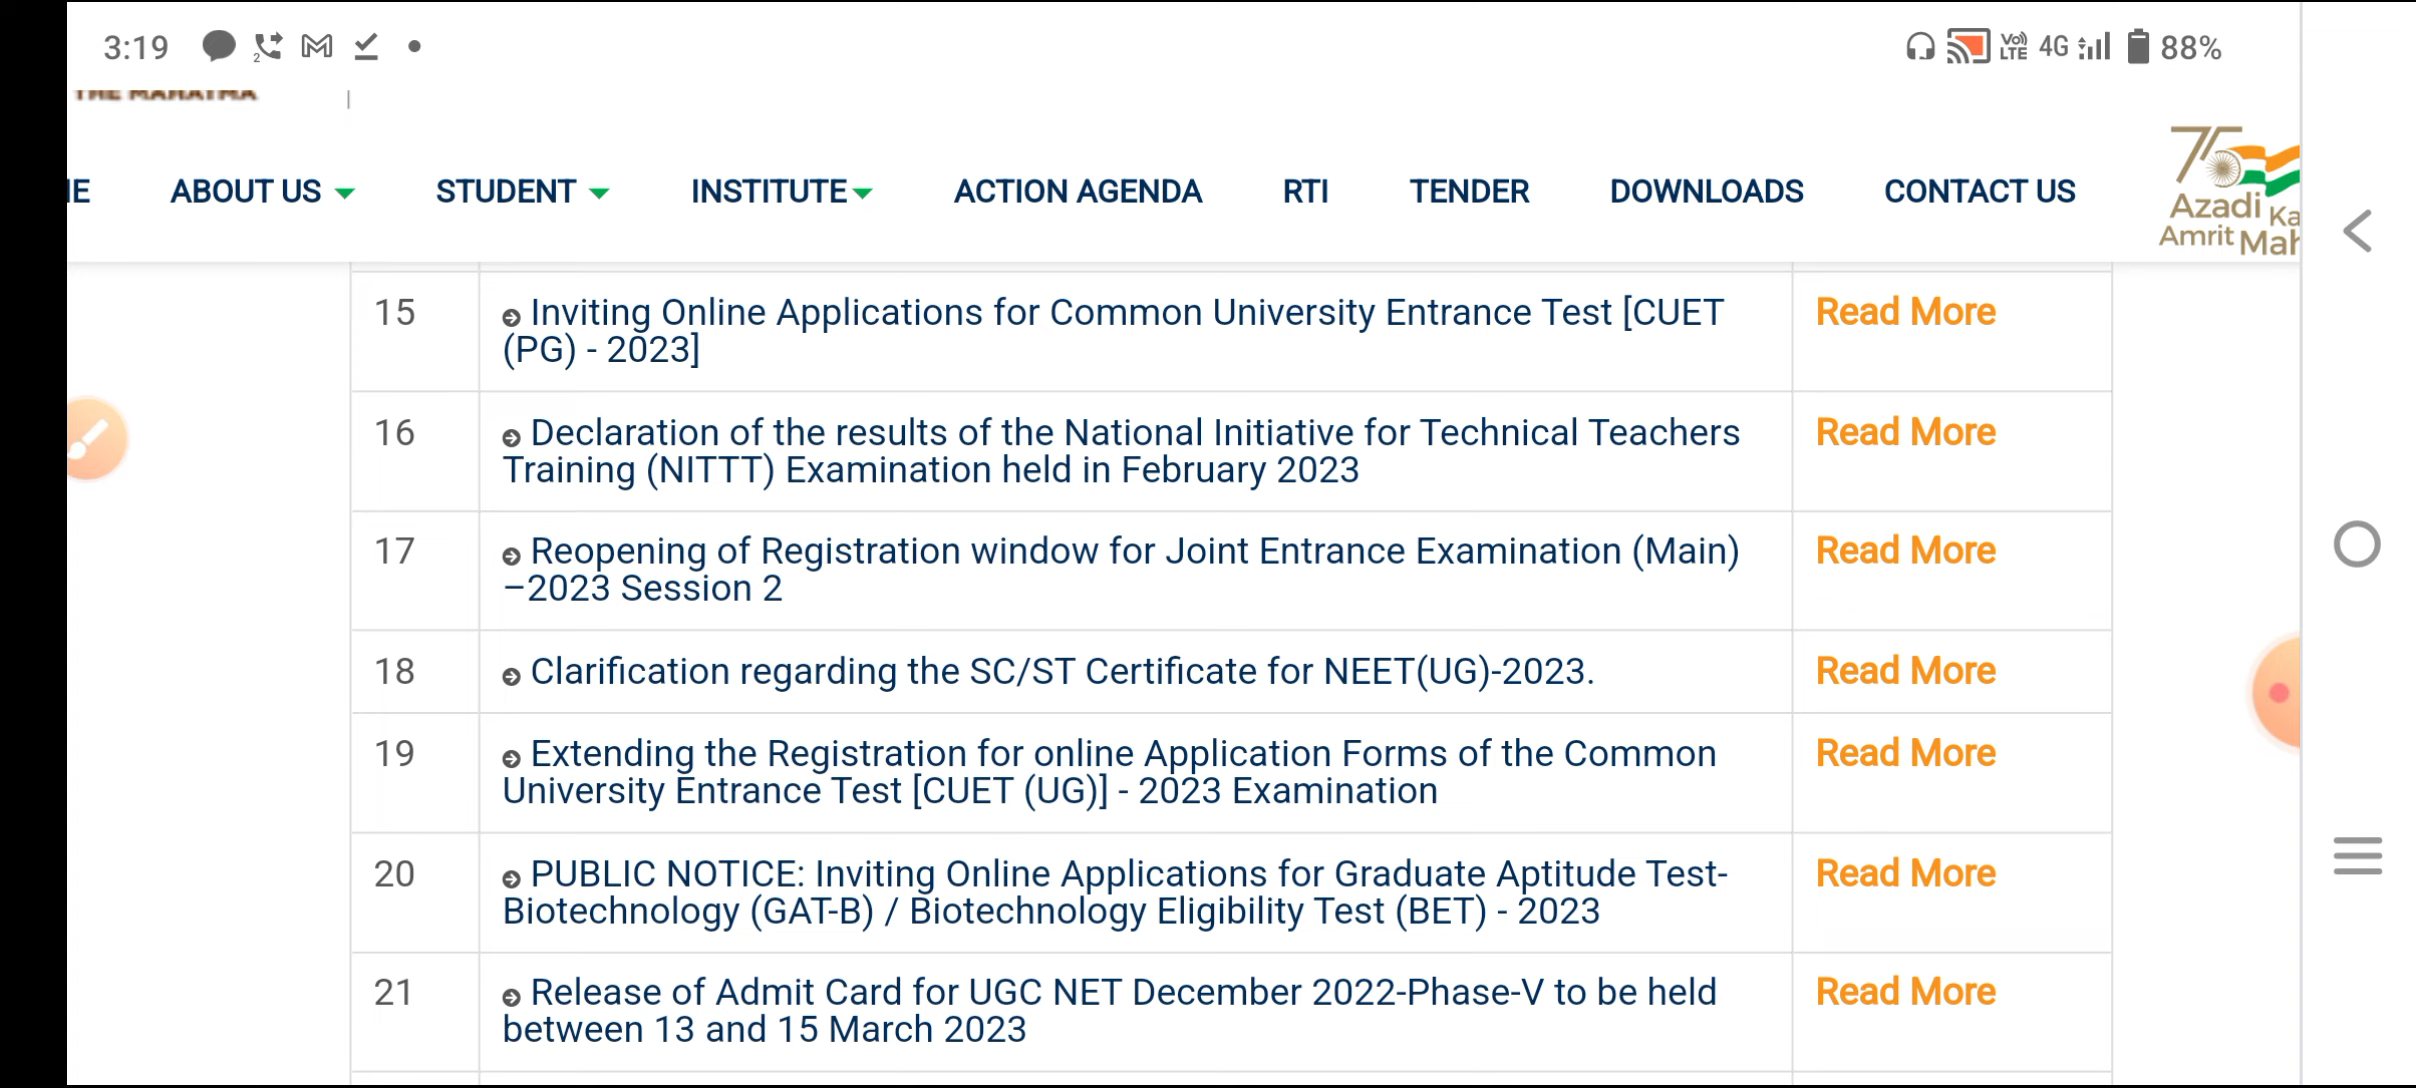 3:19 2 Vo) LTE 4G 88%
THE MAHATMA
IE ABOUT US STUDENT INSTITUTE ACTION AGENDA RTI TENDER DOWNLOADS CONTACT US
75
Azadi Ka
Amrit Mah
15 Inviting Online Applications for Common University Entrance Test [CUET Read More
(PG) - 2023]
16 Declaration of the results of the National Initiative for Technical Teachers Read More
Training (NITTT) Examination held in February 2023
17 Reopening of Registration window for Joint Entrance Examination (Main) Read More
–2023 Session 2
18 Clarification regarding the SC/ST Certificate for NEET(UG)-2023. Read More
19 Extending the Registration for online Application Forms of the Common Read More
University Entrance Test [CUET (UG)] - 2023 Examination
20 PUBLIC NOTICE: Inviting Online Applications for Graduate Aptitude Test- Read More
Biotechnology (GAT-B) / Biotechnology Eligibility Test (BET) - 2023
21 Release of Admit Card for UGC NET December 2022-Phase-V to be held Read More
between 13 and 15 March 2023